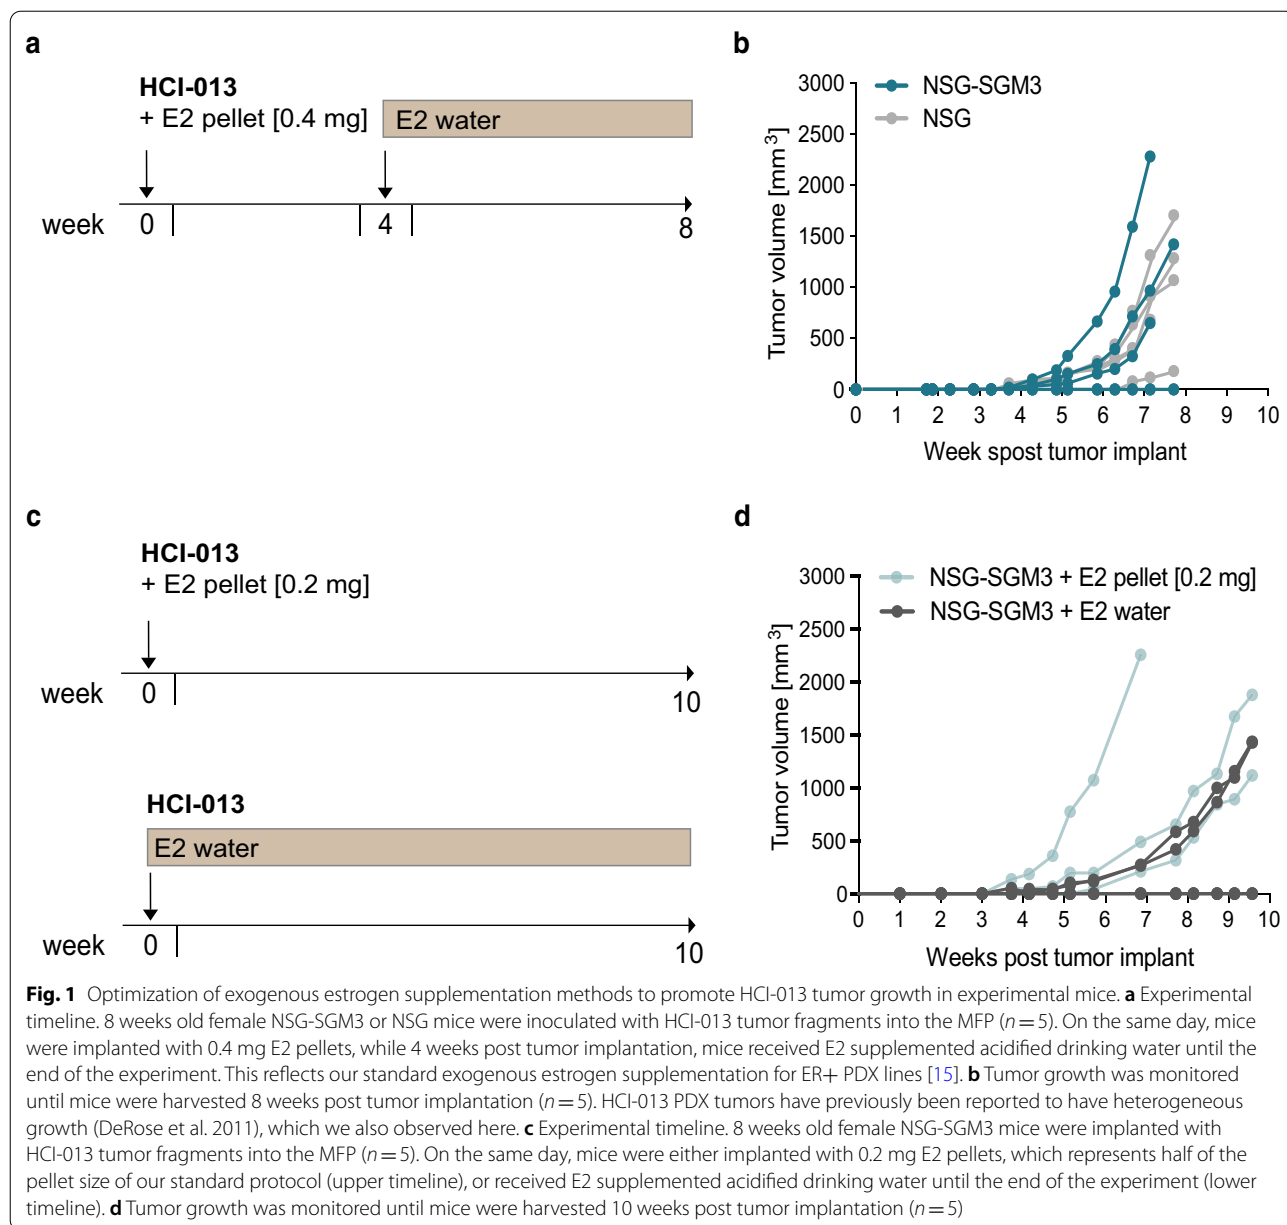 a
HCI-013
+ E2 pellet [0.4 mg]
E2 water
week 0 4 8
b
3000
2500
2000
1500
1000
500
0
Tumor volume [mm3]
NSG-SGM3
NSG
0 1 2 3 4 5 6 7 8 9 10
Week spost tumor implant
c
HCI-013
+ E2 pellet [0.2 mg]
week 0 10
HCI-013
E2 water
week 0 10
d
3000
2500
2000
1500
1000
500
0
Tumor volume [mm3]
NSG-SGM3 + E2 pellet [0.2 mg]
NSG-SGM3 + E2 water
0 1 2 3 4 5 6 7 8 9 10
Weeks post tumor implant
Fig. 1 Optimization of exogenous estrogen supplementation methods to promote HCI-013 tumor growth in experimental mice. a Experimental
timeline. 8 weeks old female NSG-SGM3 or NSG mice were inoculated with HCI-013 tumor fragments into the MFP (n = 5). On the same day, mice
were implanted with 0.4 mg E2 pellets, while 4 weeks post tumor implantation, mice received E2 supplemented acidified drinking water until the
end of the experiment. This reflects our standard exogenous estrogen supplementation for ER+ PDX lines [15]. b Tumor growth was monitored
until mice were harvested 8 weeks post tumor implantation (n = 5). HCI-013 PDX tumors have previously been reported to have heterogeneous
growth (DeRose et al. 2011), which we also observed here. c Experimental timeline. 8 weeks old female NSG-SGM3 mice were implanted with
HCI-013 tumor fragments into the MFP (n = 5). On the same day, mice were either implanted with 0.2 mg E2 pellets, which represents half of the
pellet size of our standard protocol (upper timeline), or received E2 supplemented acidified drinking water until the end of the experiment (lower
timeline). d Tumor growth was monitored until mice were harvested 10 weeks post tumor implantation (n = 5)